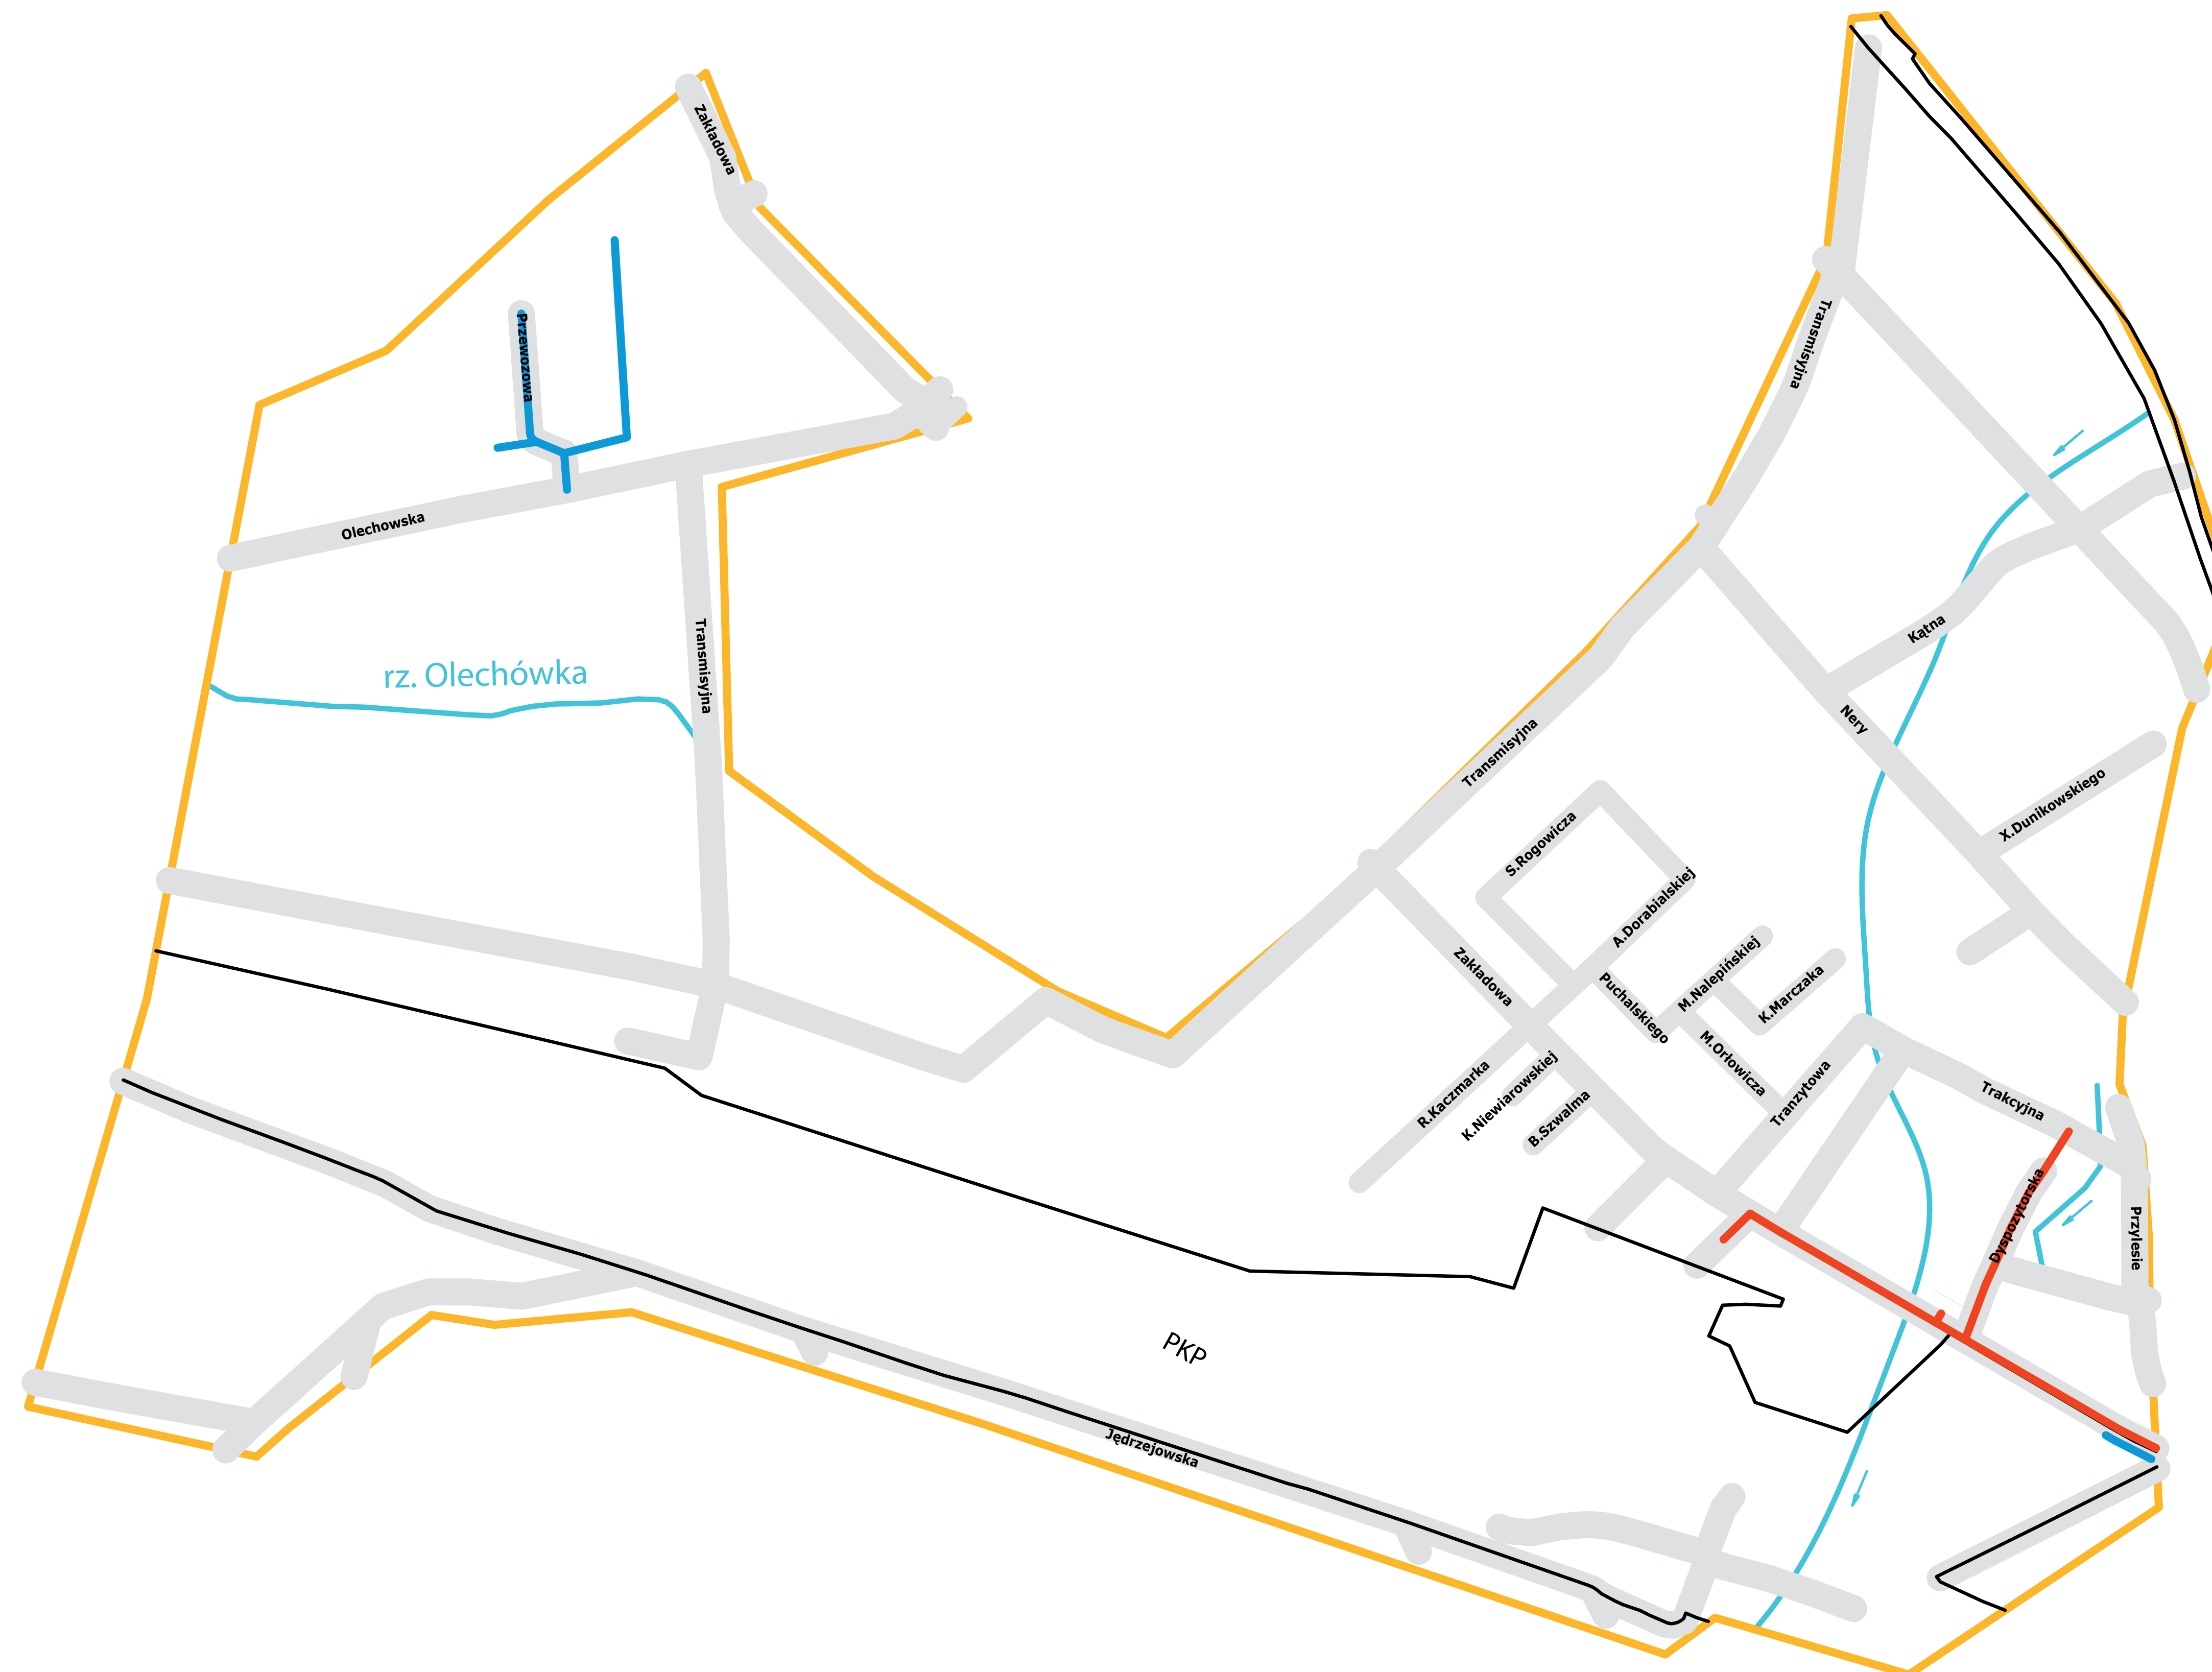 Zakładowa
Przewozowa
Olechowska
Transmisyjna
rz. Olechówka
Transmisyjna
Kątna
Nery
Transmisyjna
X.Dunikowskiego
S.Rogowicza
A.Dorabialskiej
Zakładowa
Puchalskiego
M.Nalepińskiej
K.Marczaka
M.Orłowicza
R.Kaczmarka
K.Niewiarowskiej
B.Szwalma
Tranzytowa
Trakcyjna
Dyspozytorska
Przylesie
PKP
Jędrzejowska